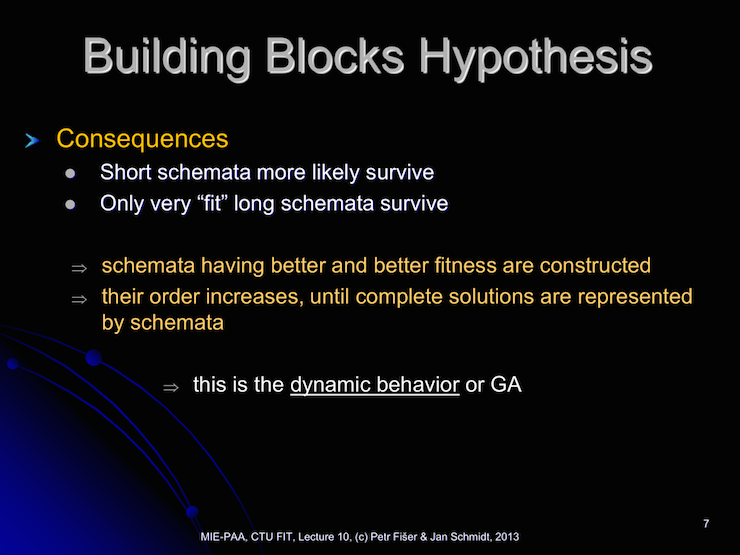 Building Blocks Hypothesis
Consequences
Short schemata more likely survive
Only very “fit” long schemata survive
⇒ schemata having better and better fitness are constructed
⇒ their order increases, until complete solutions are represented
by schemata
⇒ this is the dynamic behavior or GA
7
MIE-PAA, CTU FIT, Lecture 10, (c) Petr Fišer & Jan Schmidt, 2013